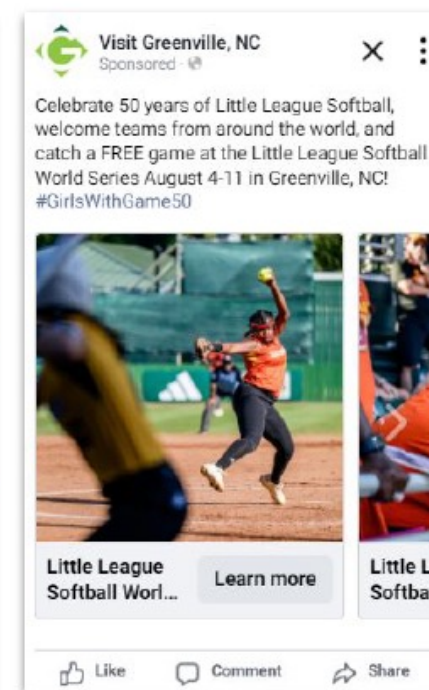 Visit Greenville, NC
Sponsored ·
Celebrate 50 years of Little League Softball,
welcome teams from around the world, and
catch a FREE game at the Little League Softball
World Series August 4-11 in Greenville, NC!
#GirlsWithGame50
Little League
Softball Worl...
Learn more
Little L
Softba
Like
Comment
Share